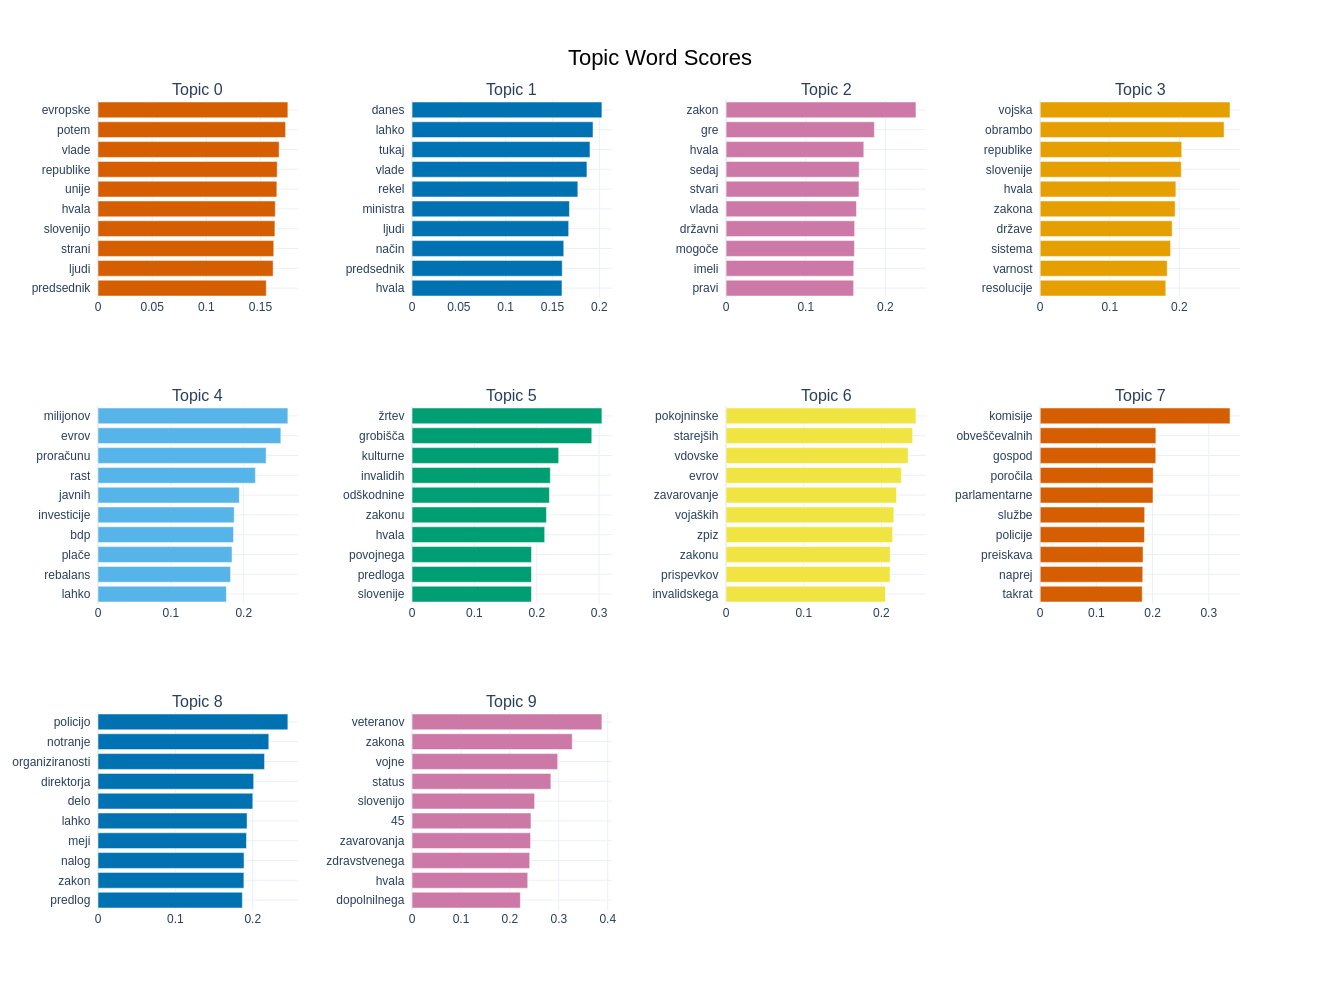 Topic Word Scores
Topic 0
evropske
potem
vlade
republike
unije
hvala
slovenijo
strani
ljudi
predsednik
0 0.05 0.1 0.15
Topic 1
danes
lahko
tukaj
vlade
rekel
ministra
ljudi
način
predsednik
hvala
0 0.05 0.1 0.15 0.2
Topic 2
zakon
gre
hvala
sedaj
stvari
vlada
državni
mogoče
imeli
pravi
0 0.1 0.2
Topic 3
vojska
obrambo
republike
slovenije
hvala
zakona
države
sistema
varnost
resolucije
0 0.1 0.2
Topic 4
milijonov
evrov
proračunu
rast
javnih
investicije
bdp
plače
rebalans
lahko
0 0.1 0.2
Topic 5
žrtev
grobišča
kulturne
invalidih
odškodnine
zakonu
hvala
povojnega
predloga
slovenije
0 0.1 0.2 0.3
Topic 6
pokojninske
starejših
vdovske
evrov
zavarovanje
vojaških
zpiz
zakonu
prispevkov
invalidskega
0 0.1 0.2
Topic 7
komisije
obveščevalnih
gospod
poročila
parlamentarne
službe
policije
preiskava
naprej
takrat
0 0.1 0.2 0.3
Topic 8
policijo
notranje
organiziranosti
direktorja
delo
lahko
meji
nalog
zakon
predlog
0 0.1 0.2
Topic 9
veteranov
zakona
vojne
status
slovenijo
45
zavarovanja
zdravstvenega
hvala
dopolnilnega
0 0.1 0.2 0.3 0.4